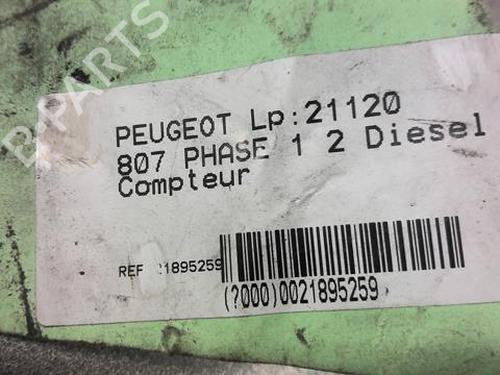 B-PARTS
PEUGEOT Lp:21120
807 PHASE 1 2 Diesel
Compteur
REF 21895259
(?000)0021895259